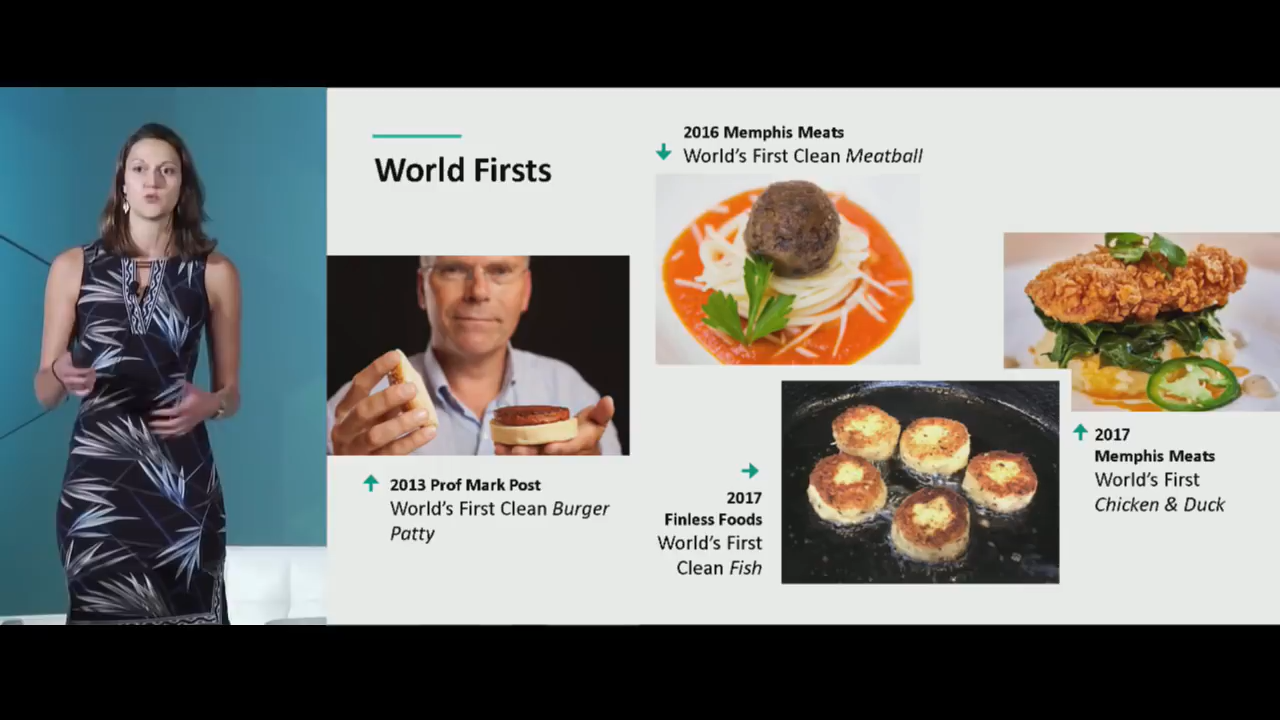 World Firsts
2016 Memphis Meats
World's First Clean Meatball
2013 Prof Mark Post
World's First Clean Burger
Patty
2017
Finless Foods
World's First
Clean Fish
2017
Memphis Meats
World's First
Chicken & Duck